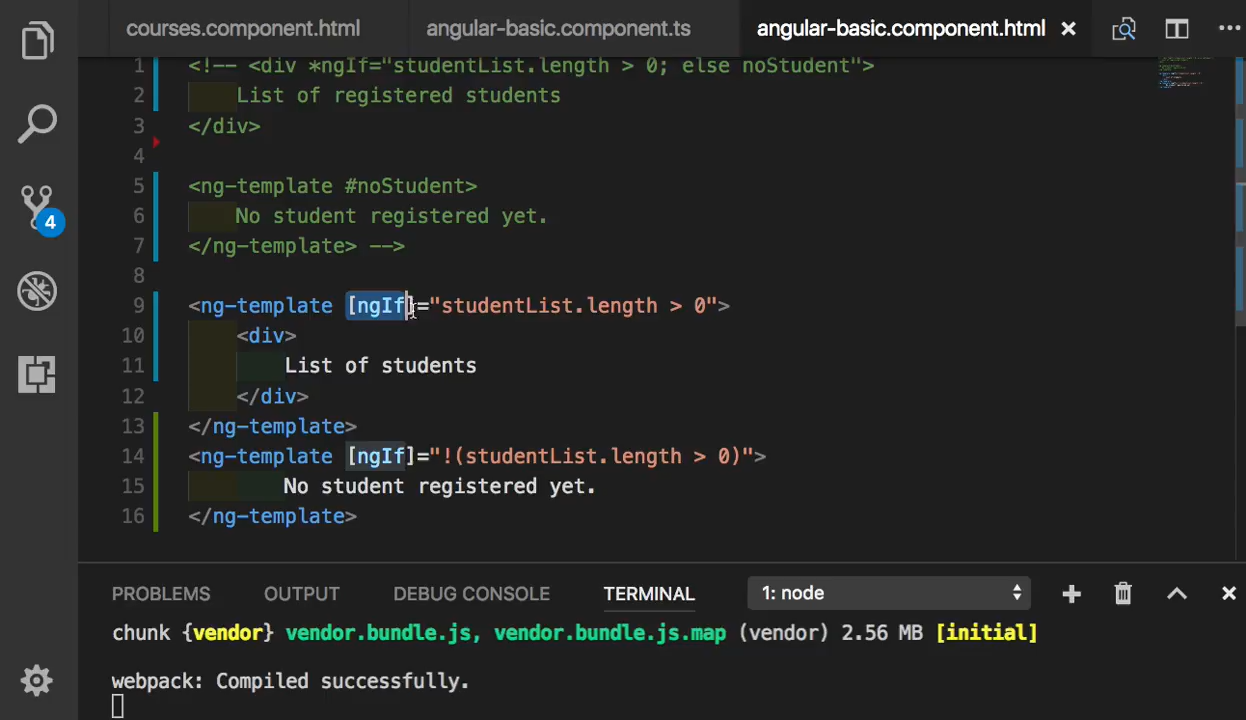 courses.component.html angular-basic.component.ts angular-basic.component.html
1 <!-- <div *ngIf="studentList.length > 0; else noStudent">
2 List of registered students
3 </div>
4
5 <ng-template #noStudent>
6 No student registered yet.
7 </ng-template> -->
8
9 <ng-template [ngIf]="studentList.length > 0">
10 <div>
11 List of students
12 </div>
13 </ng-template>
14 <ng-template [ngIf]="!(studentList.length > 0)">
15 No student registered yet.
16 </ng-template>
4
PROBLEMS OUTPUT DEBUG CONSOLE TERMINAL 1: node
chunk {vendor} vendor.bundle.js, vendor.bundle.js.map (vendor) 2.56 MB [initial]
webpack: Compiled successfully.